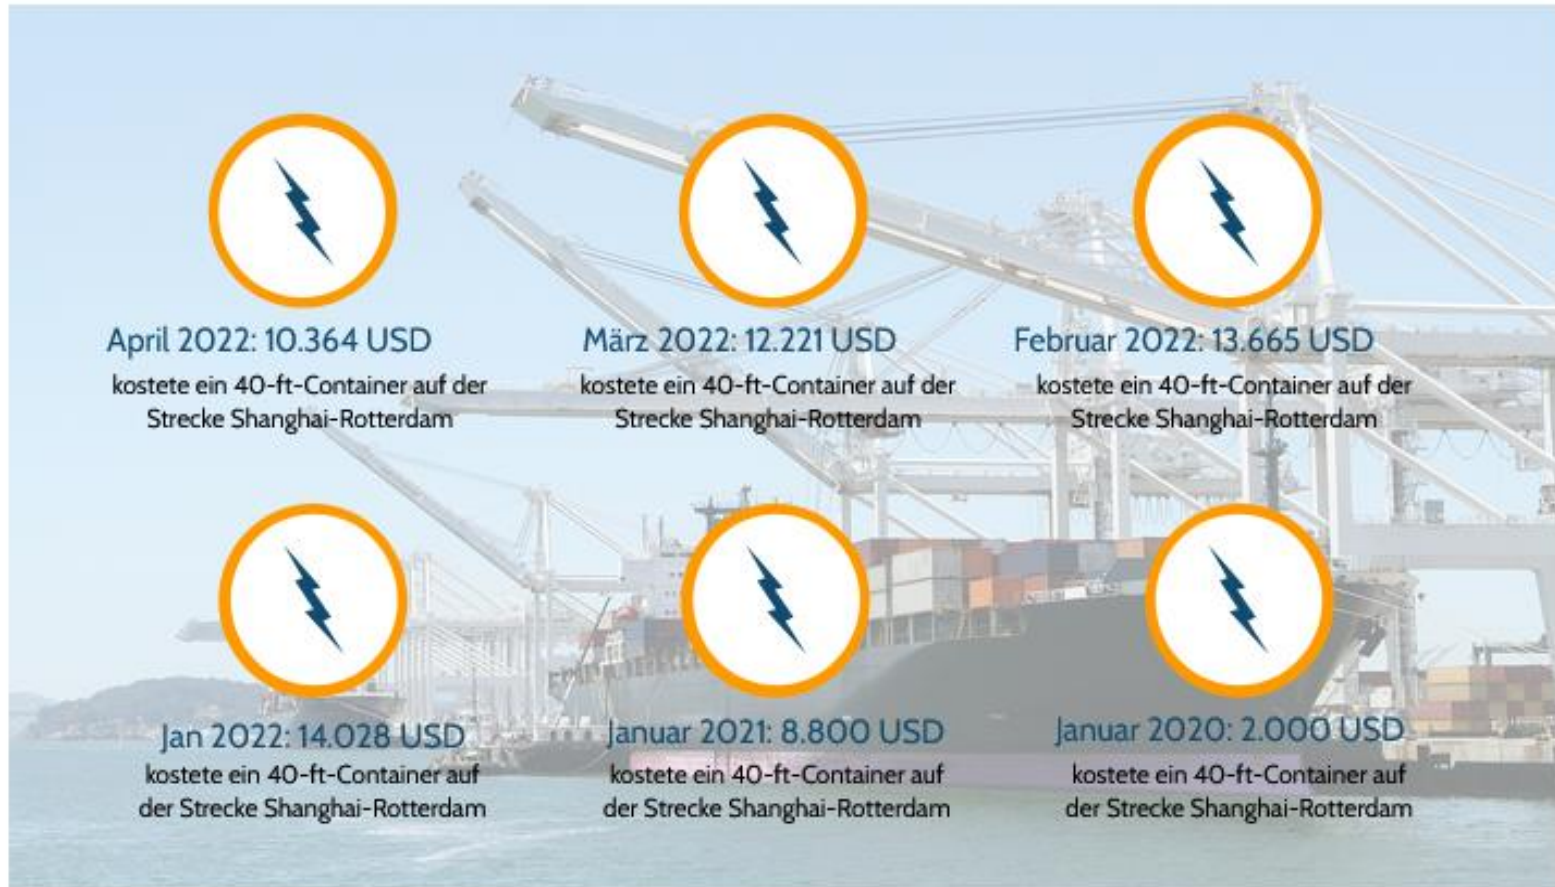 April 2022: 10.364 USD
kostete ein 40-ft-Container auf der
Strecke Shanghai-Rotterdam
März 2022: 12.221 USD
kostete ein 40-ft-Container auf der
Strecke Shanghai-Rotterdam
Februar 2022: 13.665 USD
kostete ein 40-ft-Container auf der
Strecke Shanghai-Rotterdam
Jan 2022: 14.028 USD
kostete ein 40-ft-Container auf
der Strecke Shanghai-Rotterdam
Januar 2021: 8.800 USD
kostete ein 40-ft-Container auf
der Strecke Shanghai-Rotterdam
Januar 2020: 2.000 USD
kostete ein 40-ft-Container auf
der Strecke Shanghai-Rotterdam